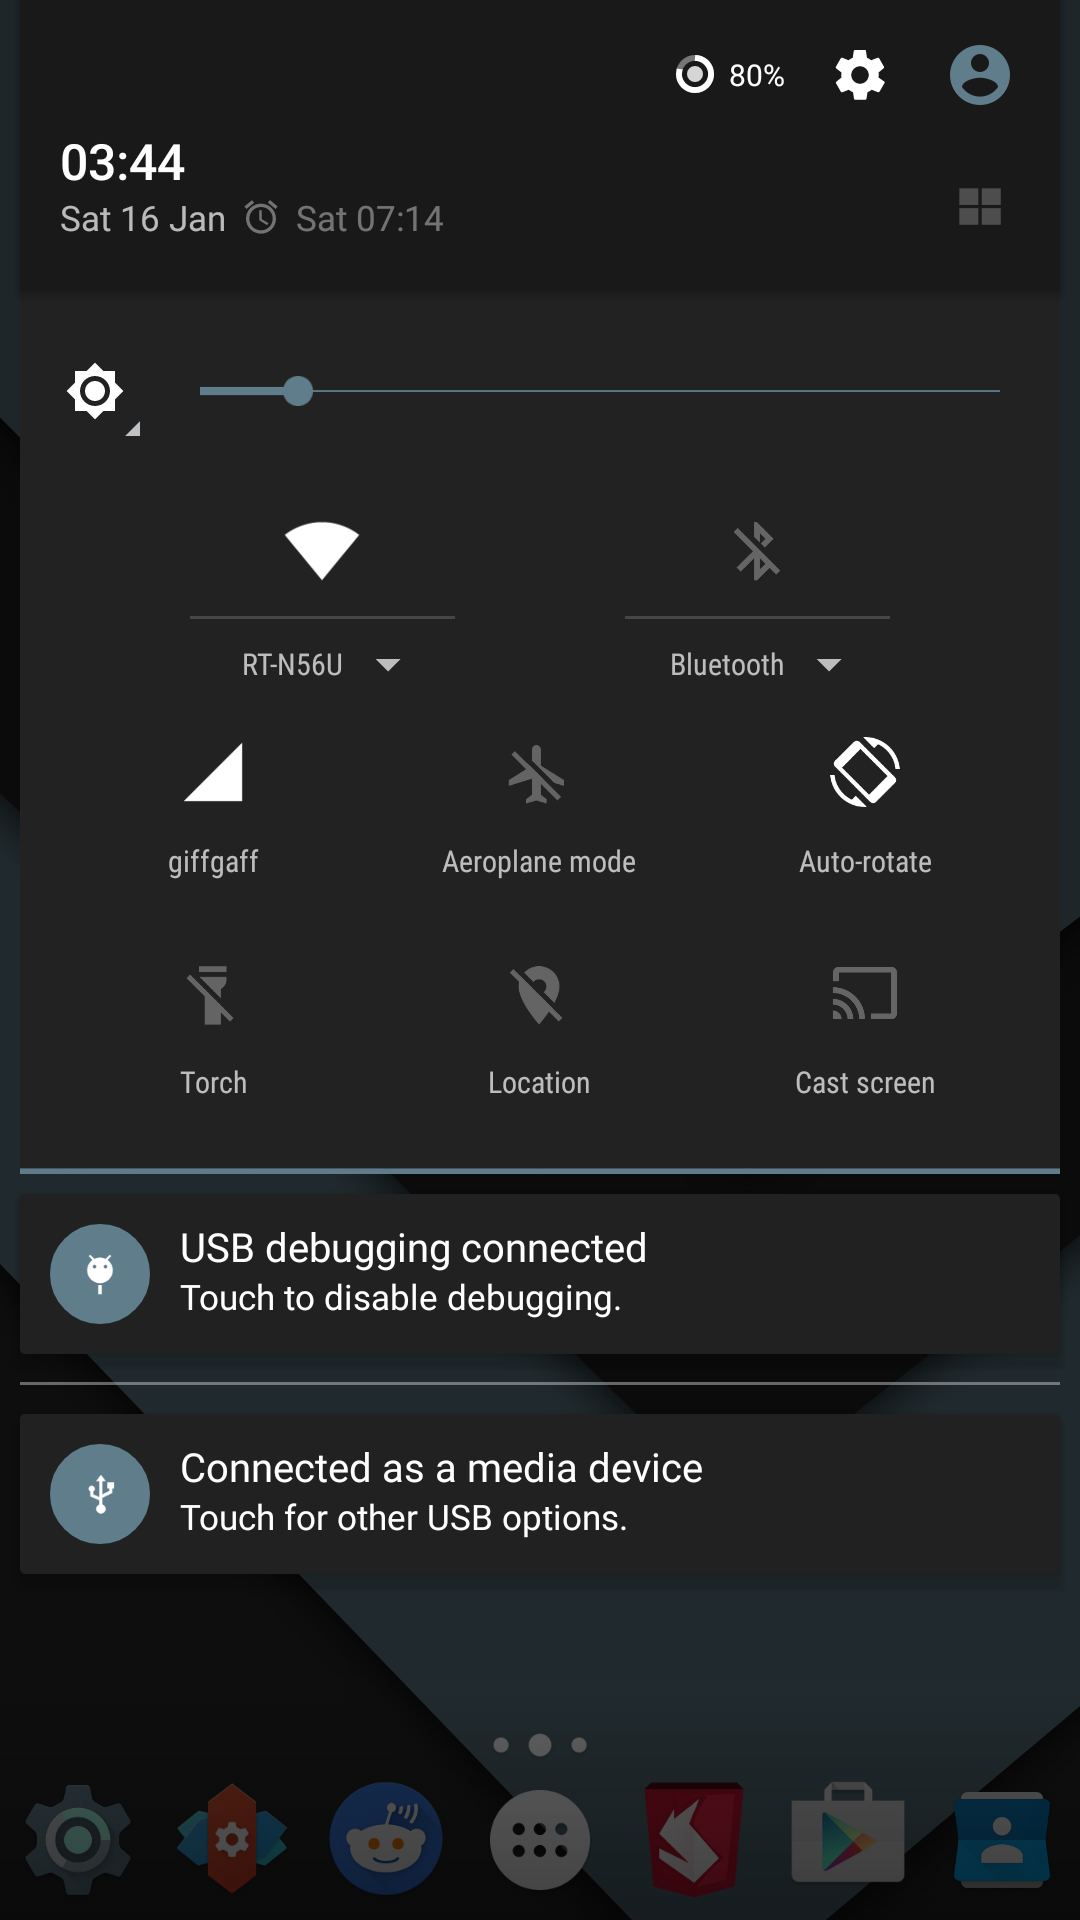 80%
03:44
Sat 16 Jan Sat 07:14
RT-N56U Bluetooth
giffgaff Aeroplane mode Auto-rotate
Torch Location Cast screen
USB debugging connected
Touch to disable debugging.
Connected as a media device
Touch for other USB options.